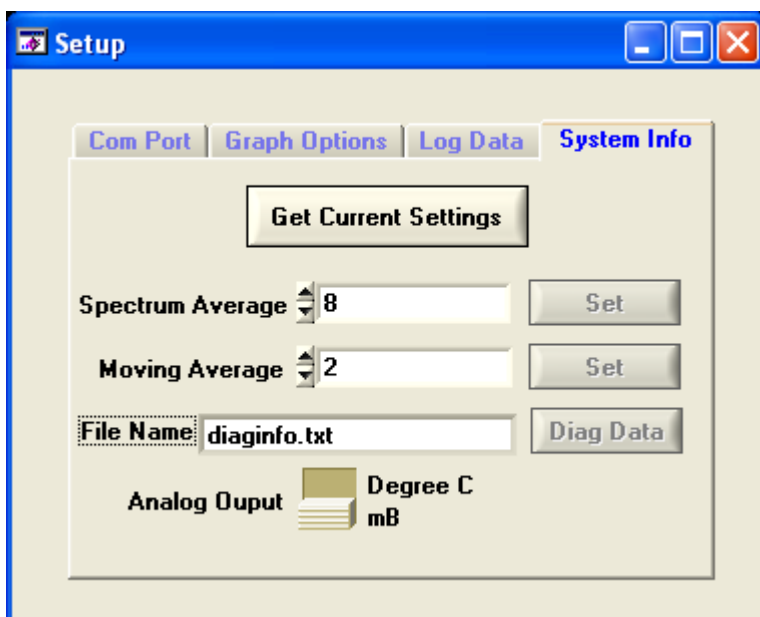 Setup
Com Port Graph Options Log Data System Info
Get Current Settings
Spectrum Average 8 Set
Moving Average 2 Set
File Name diaginfo.txt Diag Data
Analog Ouput Degree C
mB